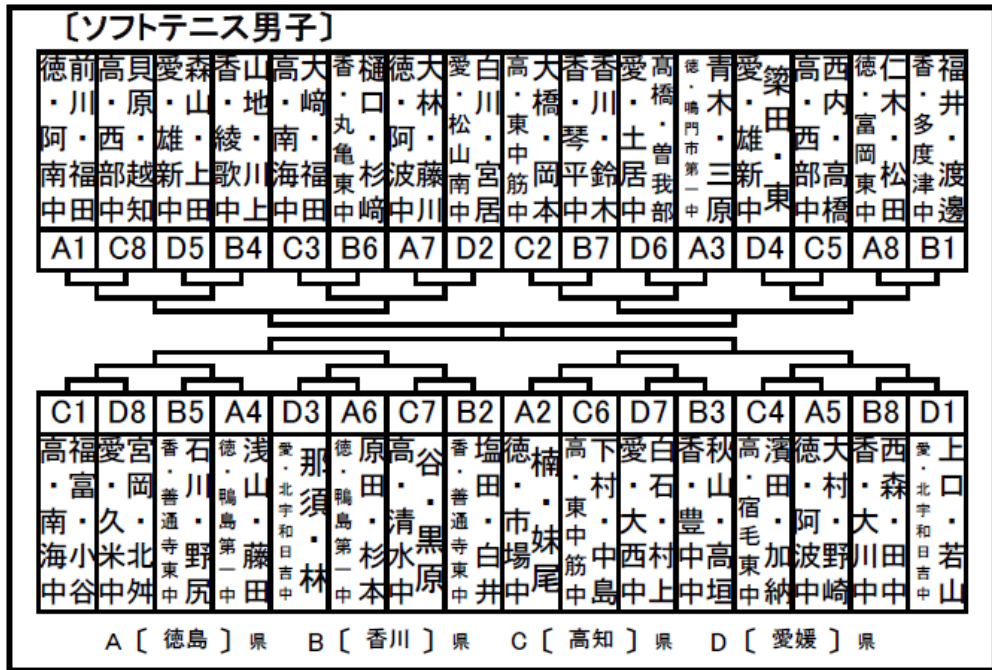 〔ソフトテニス男子〕
前川・福田
徳・阿南中
貝原・越知
高・西部中
森山・上田
愛・雄新中
山地・川上
香・綾歌中
大﨑・福田
高・南海中
樋口・杉﨑
香・丸亀東中
大林・藤川
徳・阿波中
白川・宮居
愛・松山南中
大橋・岡本
高・東中筋中
香川・鈴木
香・琴平中
髙橋・曽我部
愛・土居中
青木・三原
徳・鳴門市第一中
簗田・東
愛・雄新中
西内・高橋
高・西部中
仁木・松田
徳・富岡東中
福井・渡邊
香・多度津中
A1 C8 D5 B4 C3 B6 A7 D2 C2 B7 D6 A3 D4 C5 A8 B1
C1 D8 B5 A4 D3 A6 C7 B2 A2 C6 D7 B3 C4 A5 B8 D1
福富・小谷
高・南海中
宮岡・北舛
愛・久米中
石川・野尻
香・善通寺東中
浅山・藤田
徳・鴨島第一中
那須・林
愛・北宇和日吉中
原田・杉本
徳・鴨島第一中
谷・黒原
高・清水中
塩田・白井
香・善通寺東中
楠・妹尾
徳・市場中
下村・中島
高・東中筋中
白石・村上
愛・大西中
秋山・高垣
香・豊中中
濱田・加納
高・宿毛東中
大村・野崎
徳・阿波中
西森・田中
香・大川中
上口・若山
愛・北宇和日吉中
A〔 徳島 〕県 B〔 香川 〕県 C〔 高知 〕県 D〔 愛媛 〕県